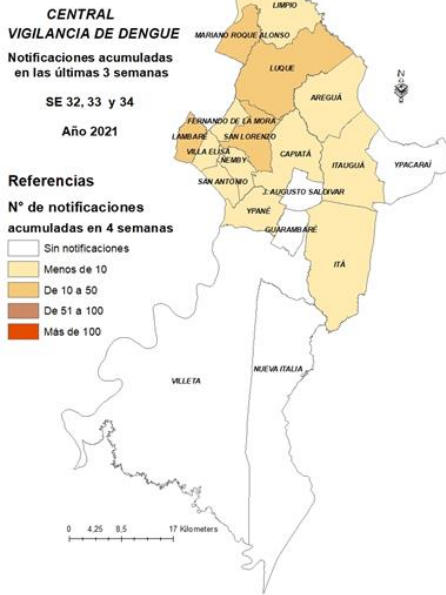 CENTRAL
VIGILANCIA DE DENGUE
Notificaciones acumuladas
en las últimas 3 semanas
SE 32, 33 y 34
Año 2021
Referencias
N° de notificaciones
acumuladas en 4 semanas
Sin notificaciones
Menos de 10
De 10 a 50
De 51 a 100
Más de 100
LIMPIO
MARIANO ROQUE ALONSO
LUQUE
N
AREGUÁ
FERNANDO DE LA MORA
LAMBARÉ
SAN LORENZO
VILLA ELISA
ÑEMBY
CAPIATÁ
ITAUGUÁ
YPACARAÍ
SAN ANTONIO
J. AUGUSTO SALDIVAR
YPANÉ
GUARAMBARÉ
ITÁ
VILLETA
NUEVA ITALIA
0 4,25 8,5 17 Kilometers